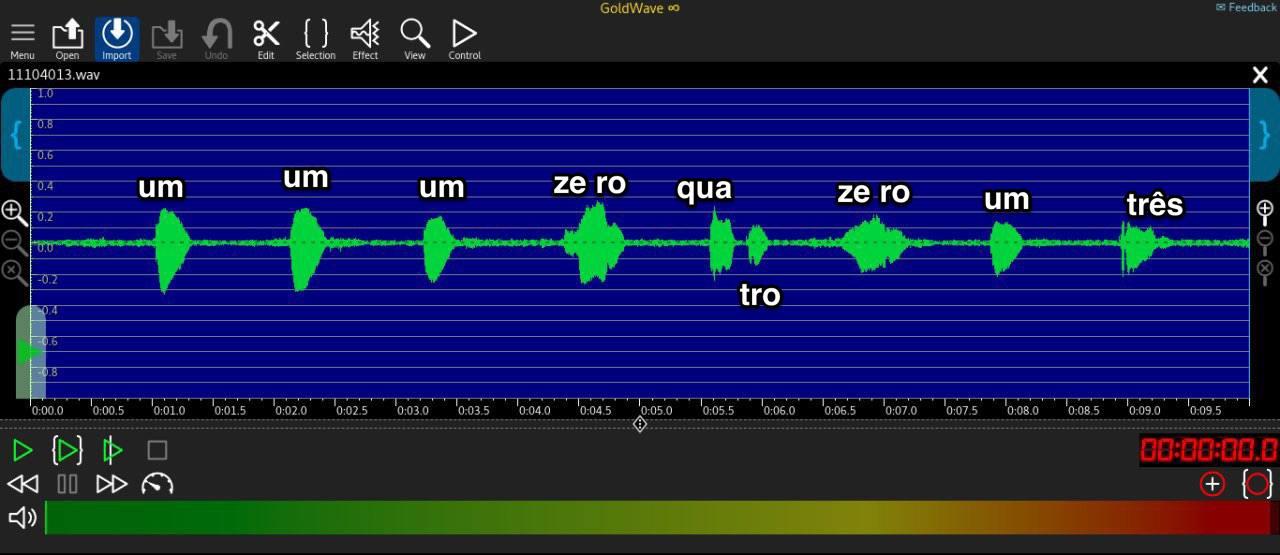 GoldWave ∞
✉ Feedback
Menu Open Import Save Undo Edit Selection Effect View Control
11104013.wav
1.0
0.8
0.6
0.4
0.2
0.0
-0.2
-0.4
-0.6
-0.8
um um um ze ro qua ze ro um três
tro
0:00.0 0:00.5 0:01.0 0:01.5 0:02.0 0:02.5 0:03.0 0:03.5 0:04.0 0:04.5 0:05.0 0:05.5 0:06.0 0:06.5 0:07.0 0:07.5 0:08.0 0:08.5 0:09.0 0:09.5
00:00:00.0